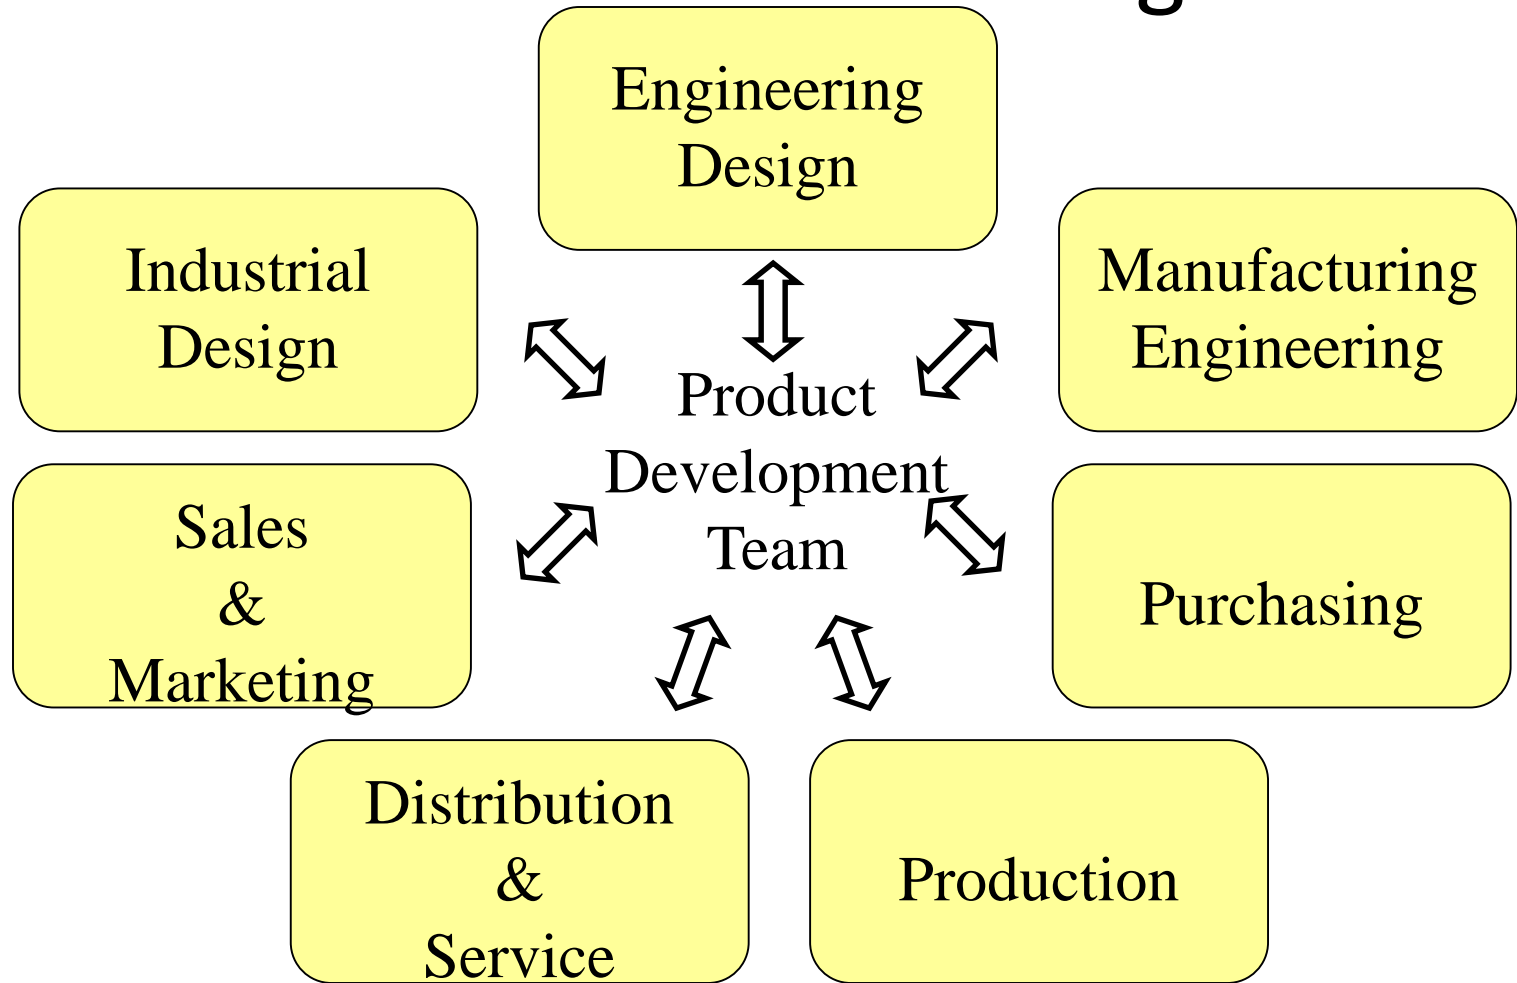 Engineering
Design
Industrial
Design
Manufacturing
Engineering
Product
Development
Team
Sales
&
Marketing
Purchasing
Distribution
&
Service
Production